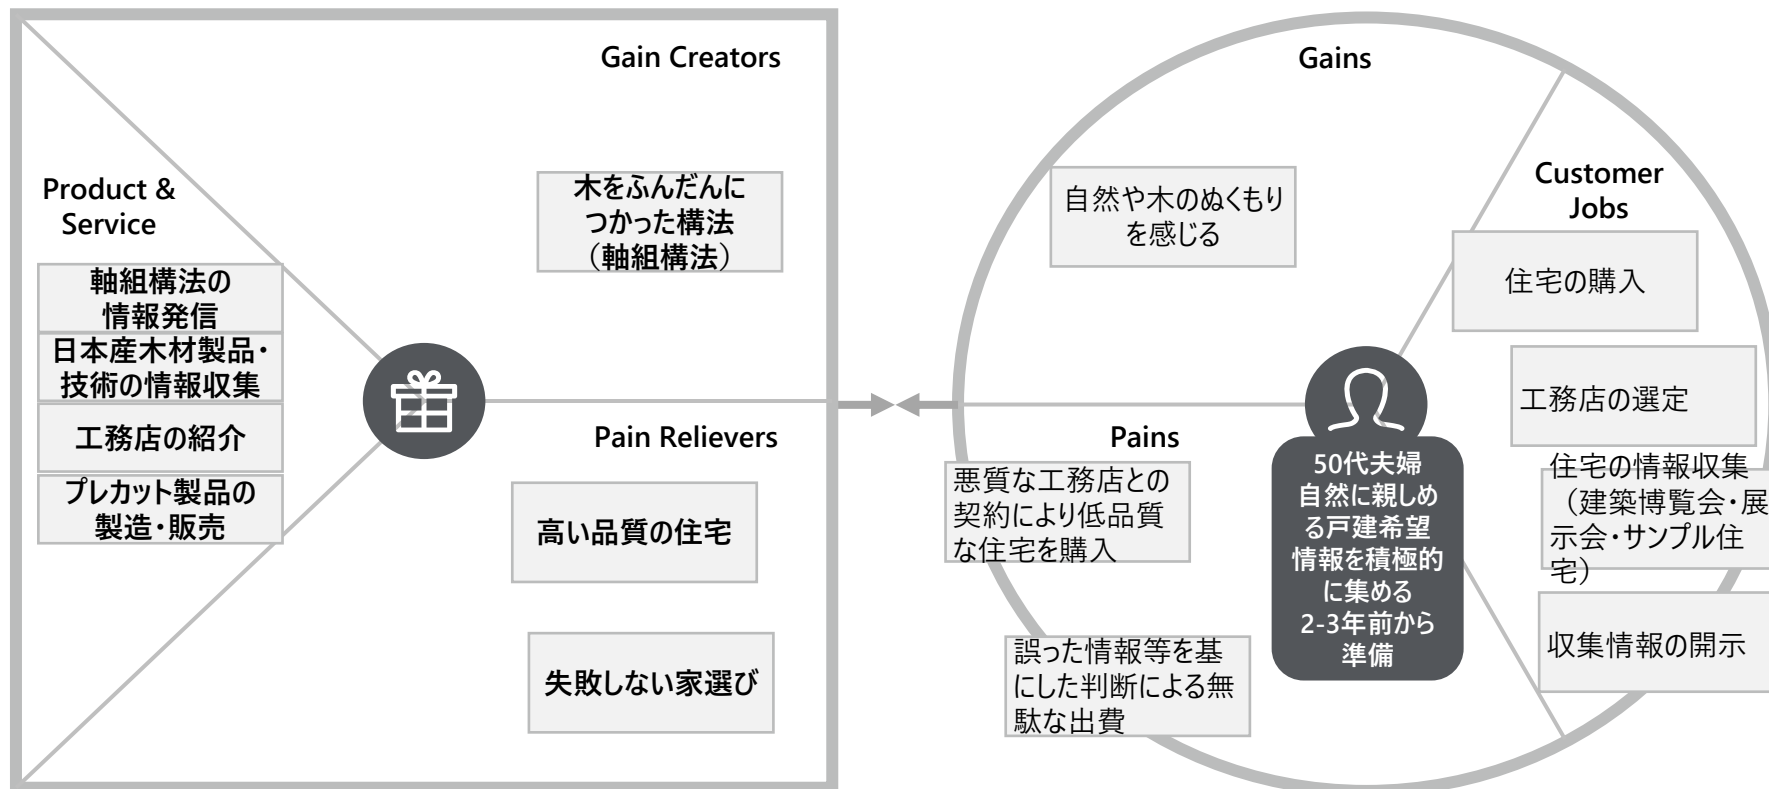 Gain Creators
Product &
Service
木をふんだんに
つかった構法
（軸組構法）
軸組構法の
情報発信
日本産木材製品・
技術の情報収集
工務店の紹介
プレカット製品の
製造・販売
Pain Relievers
高い品質の住宅
失敗しない家選び
Gains
自然や木のぬくもり
を感じる
Customer
Jobs
住宅の購入
工務店の選定
住宅の情報収集
（建築博覧会・展
示会・サンプル住
宅）
収集情報の開示
Pains
悪質な工務店との
契約により低品質
な住宅を購入
誤った情報等を基
にした判断による無
駄な出費
50代夫婦
自然に親しめ
る戸建希望
情報を積極的
に集める
2-3年前から
準備